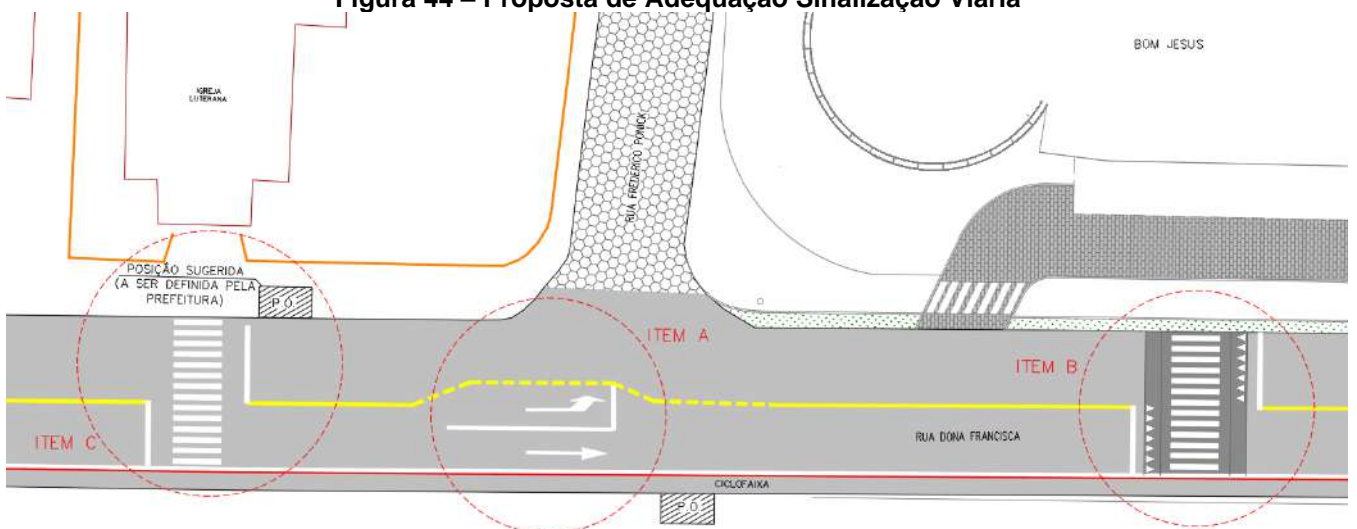 Figura 44 – Proposta de Adequação Sinalização Viária
BOM JESUS
IGREJA
LUTERANA
RUA FREDERICO PONICK
POSIÇÃO SUGERIDA
(A SER DEFINIDA PELA
PREFEITURA)
P.O.
ITEM A
ITEM B
ITEM C
RUA DONA FRANCISCA
CICLOFAIXA
P.O.